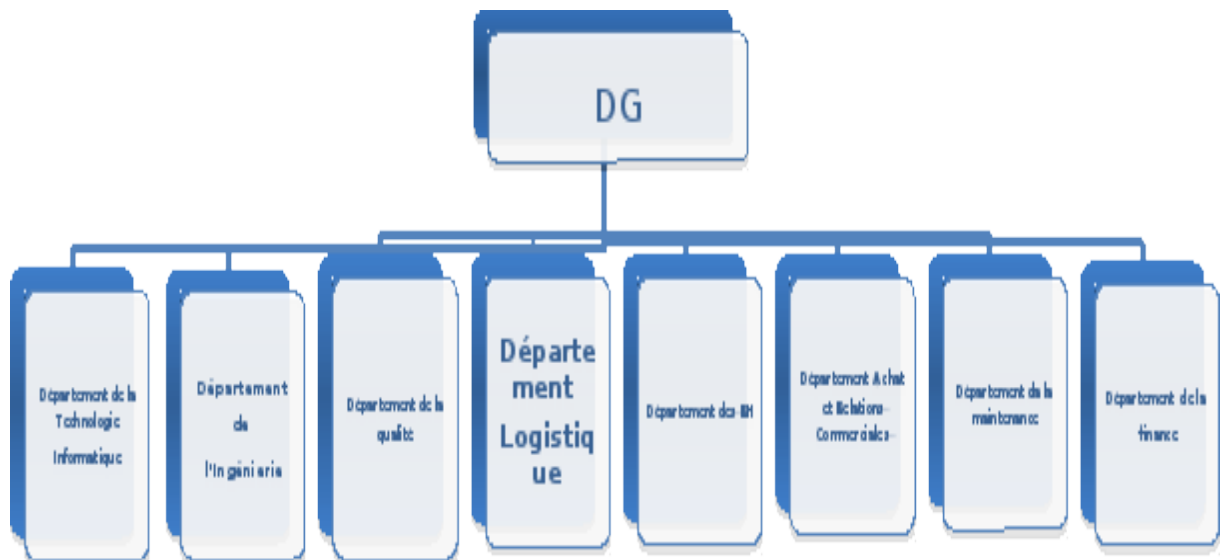 DG
Département de la
Technologie
Informatique
Département
de
l'Ingénierie
Département de la
qualité
Départe
ment
Logistiq
ue
Département des RH
Département Achat
et Relations
Commerciales
Département de la
maintenance
Département de la
finance